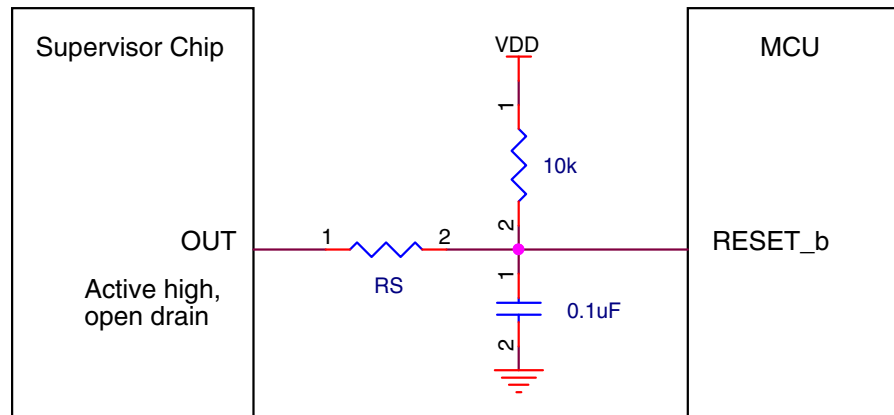 Supervisor Chip
VDD
MCU
1
10k
2
OUT
1
2
RESET_b
RS
Active high,
open drain
1
0.1uF
2